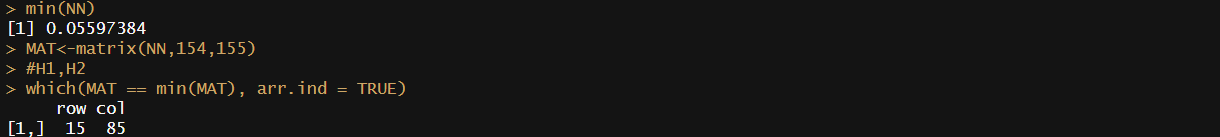 > min(NN)
[1] 0.05597384
> MAT<-matrix(NN,154,155)
> #H1,H2
> which(MAT == min(MAT), arr.ind = TRUE)
     row col
[1,]  15  85